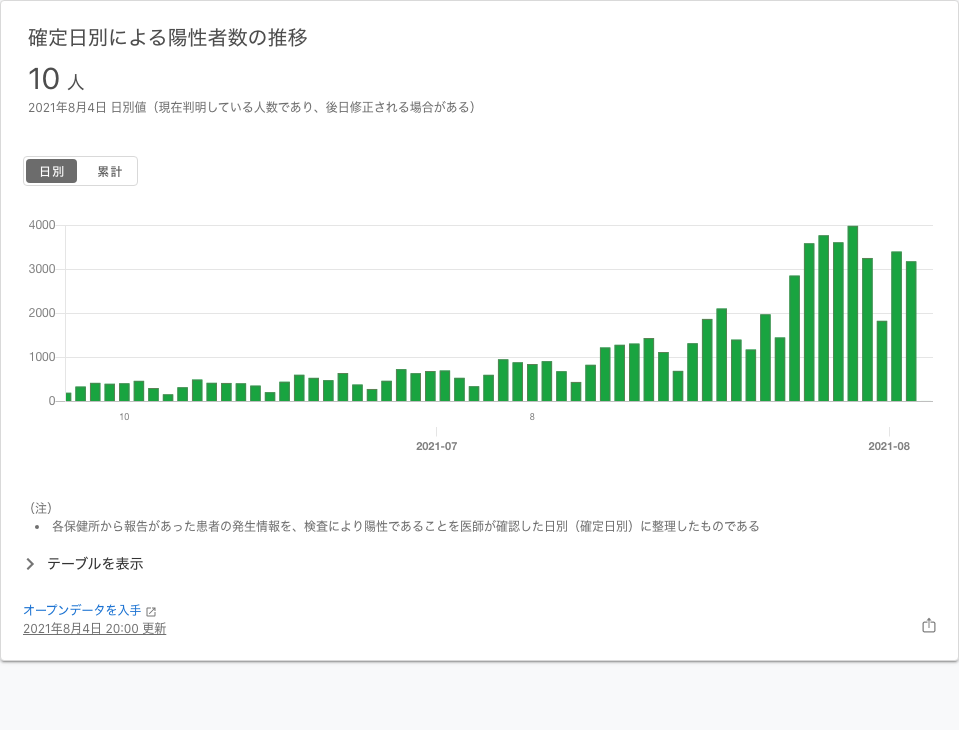 確定日別による陽性者数の推移
10 人
2021年8月4日 日別値（現在判明している人数であり、後日修正される場合がある）
日別 累計
4000
3000
2000
1000
0
10 8
2021-07 2021-08
（注）
• 各保健所から報告があった患者の発生情報を、検査により陽性であることを医師が確認した日別（確定日別）に整理したものである
テーブルを表示
オープンデータを入手
2021年8月4日 20:00 更新